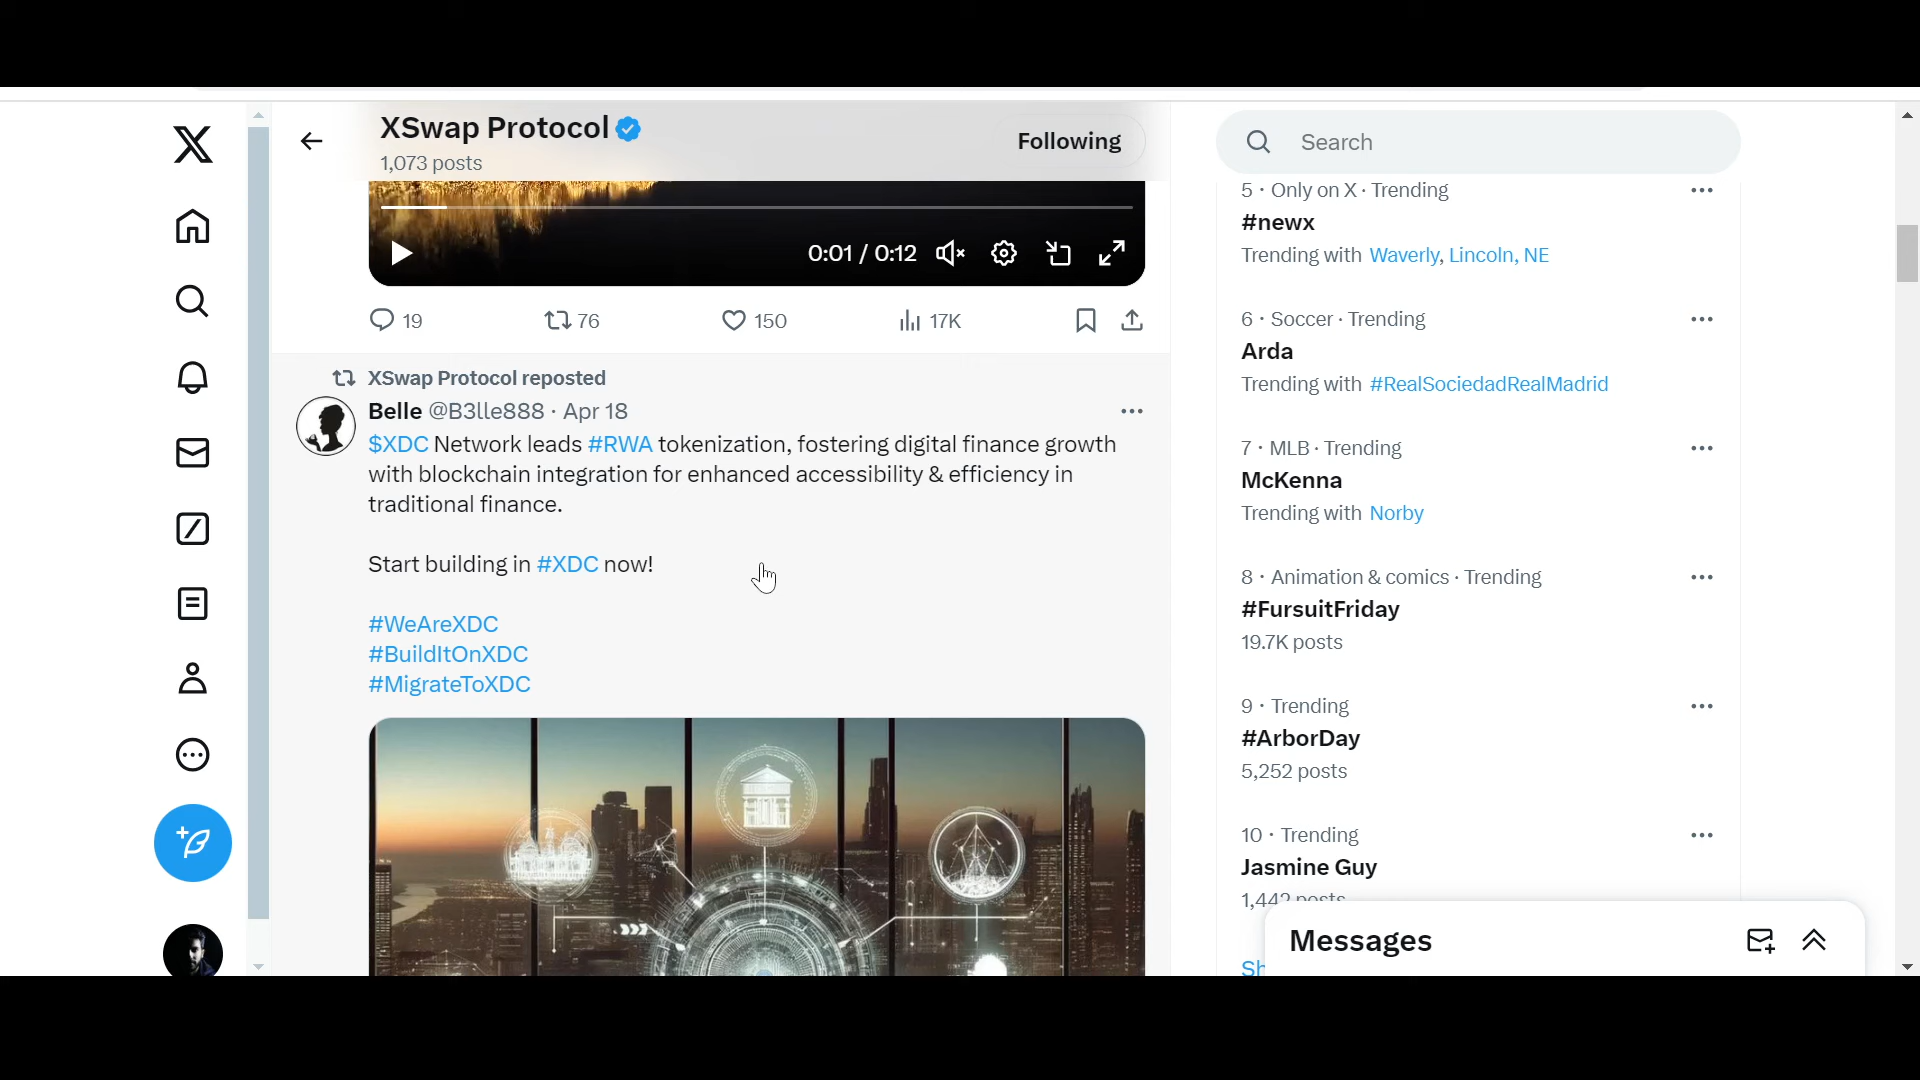 XSwap Protocol
1,073 posts
Following
0:01 / 0:12
19
76
150
17K
XSwap Protocol reposted
Belle @B3lle888 · Apr 18
$XDC Network leads #RWA tokenization, fostering digital finance growth
with blockchain integration for enhanced accessibility & efficiency in
traditional finance.
Start building in #XDC now!
#WeAreXDC
#BuildItOnXDC
#MigrateToXDC
Search
5 · Only on X · Trending
#newx
Trending with Waverly, Lincoln, NE
6 · Soccer · Trending
Arda
Trending with #RealSociedadRealMadrid
7 · MLB · Trending
McKenna
Trending with Norby
8 · Animation & comics · Trending
#FursuitFriday
19.7K posts
9 · Trending
#ArborDay
5,252 posts
10 · Trending
Jasmine Guy
1,442 posts
Sh
Messages